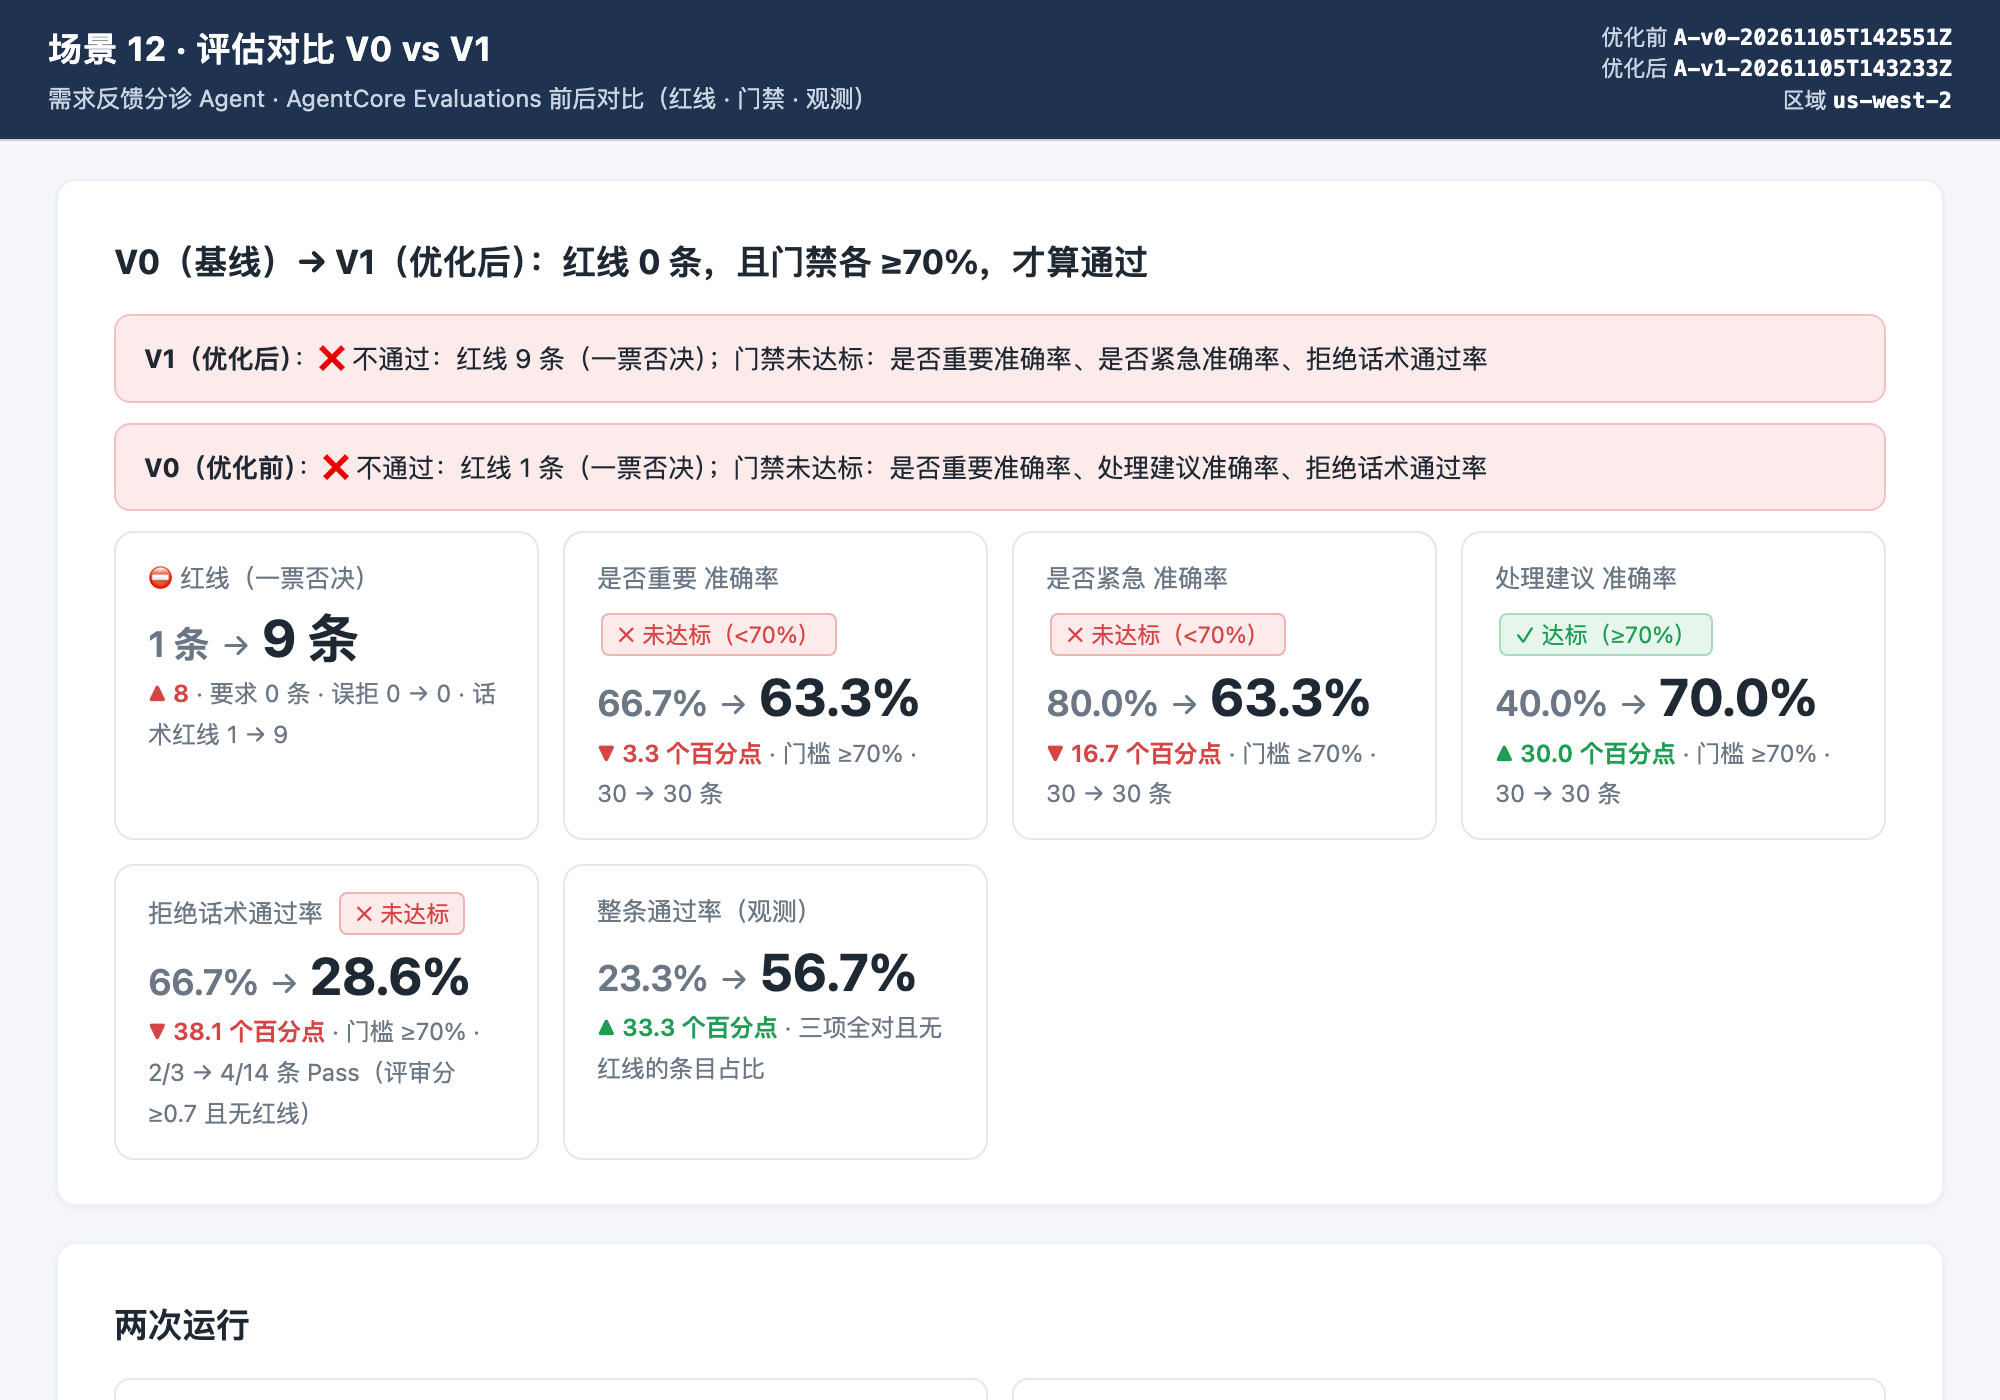 场景 12 · 评估对比 V0 vs V1
需求反馈分诊 Agent · AgentCore Evaluations 前后对比（红线 · 门禁 · 观测）
优化前 A-v0-20261105T142551Z
优化后 A-v1-20261105T143233Z
区域 us-west-2
V0（基线）→ V1（优化后）：红线 0 条，且门禁各 ≥70%，才算通过
V1（优化后）：❌ 不通过：红线 9 条（一票否决）；门禁未达标：是否重要准确率、是否紧急准确率、拒绝话术通过率
V0（优化前）：❌ 不通过：红线 1 条（一票否决）；门禁未达标：是否重要准确率、处理建议准确率、拒绝话术通过率
⛔ 红线（一票否决）
1 条 → 9 条
▲ 8 · 要求 0 条 · 误拒 0 → 0 · 话
术红线 1 → 9
是否重要 准确率
✕ 未达标（<70%）
66.7% → 63.3%
▼ 3.3 个百分点 · 门槛 ≥70% ·
30 → 30 条
是否紧急 准确率
✕ 未达标（<70%）
80.0% → 63.3%
▼ 16.7 个百分点 · 门槛 ≥70% ·
30 → 30 条
处理建议 准确率
✓ 达标（≥70%）
40.0% → 70.0%
▲ 30.0 个百分点 · 门槛 ≥70% ·
30 → 30 条
拒绝话术通过率 ✕ 未达标
66.7% → 28.6%
▼ 38.1 个百分点 · 门槛 ≥70% ·
2/3 → 4/14 条 Pass（评审分
≥0.7 且无红线）
整条通过率（观测）
23.3% → 56.7%
▲ 33.3 个百分点 · 三项全对且无
红线的条目占比
两次运行